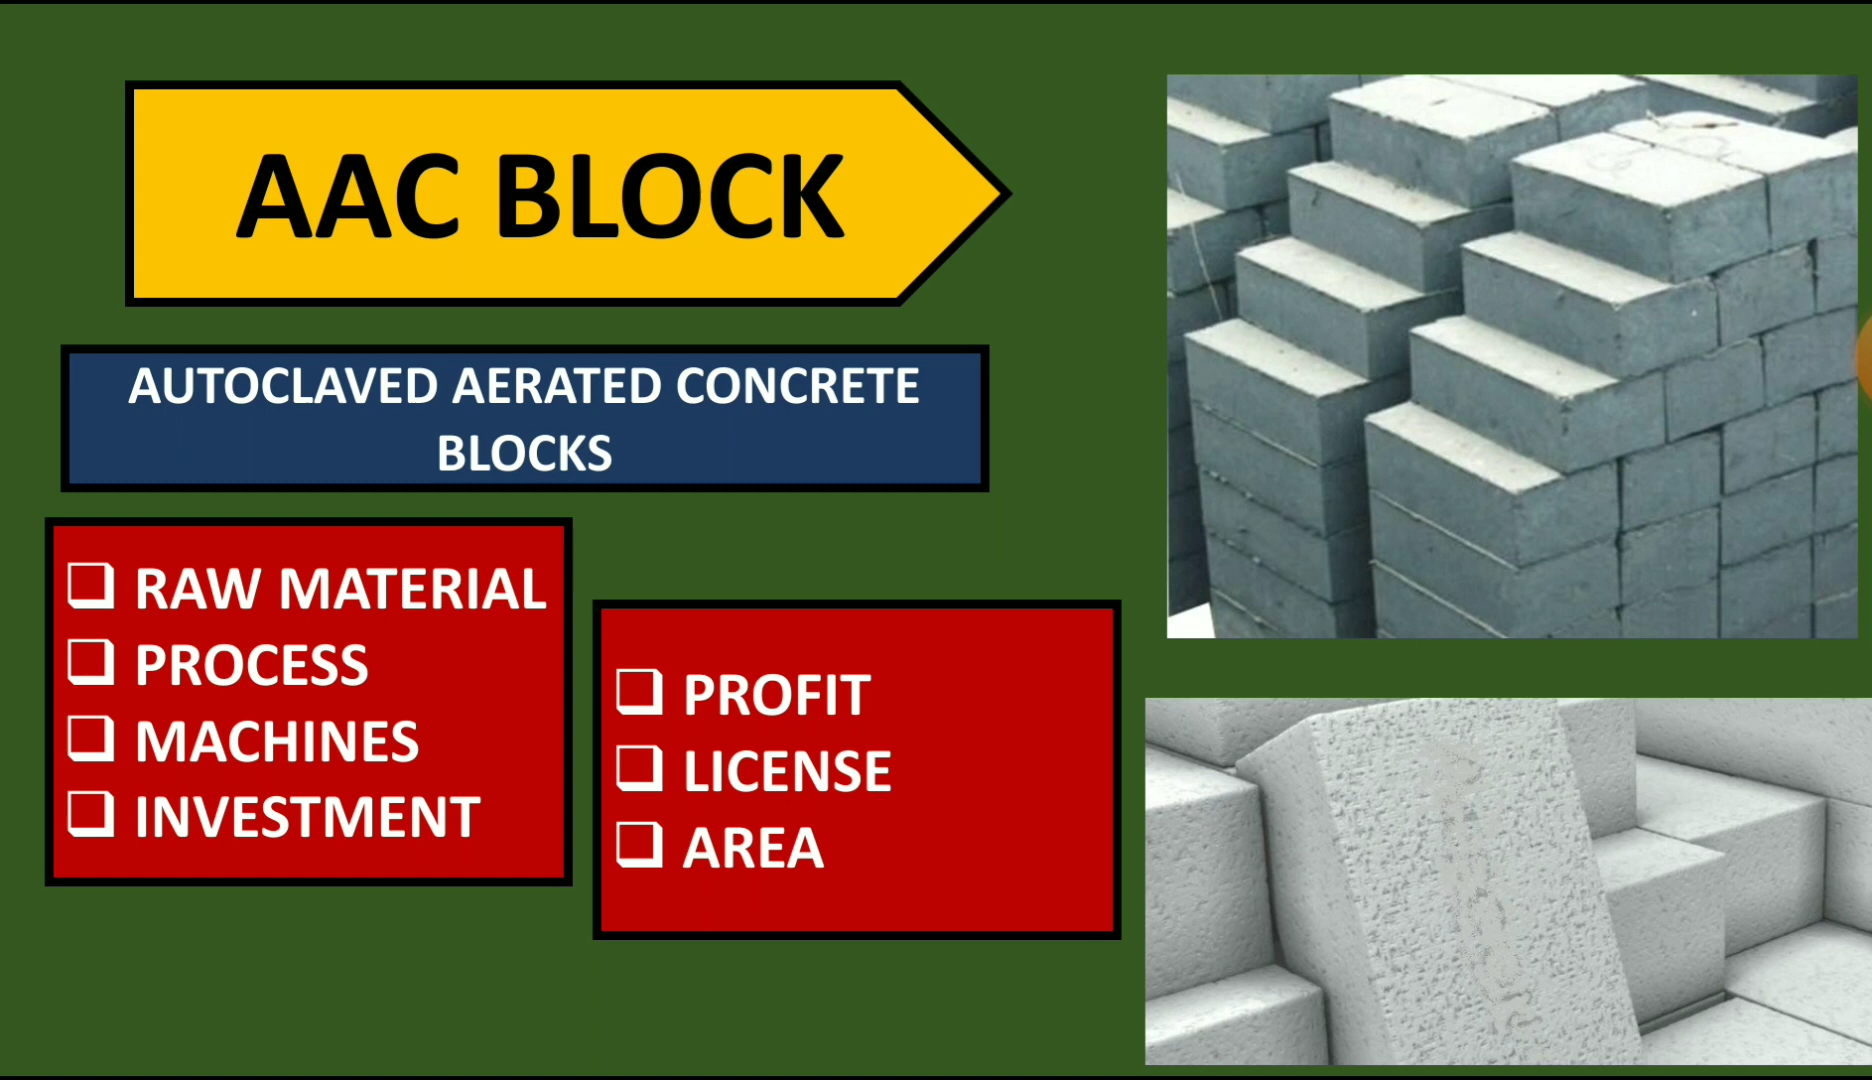 AAC BLOCK
AUTOCLAVED AERATED CONCRETE
BLOCKS
RAW MATERIAL
PROCESS
MACHINES
INVESTMENT
PROFIT
LICENSE
AREA